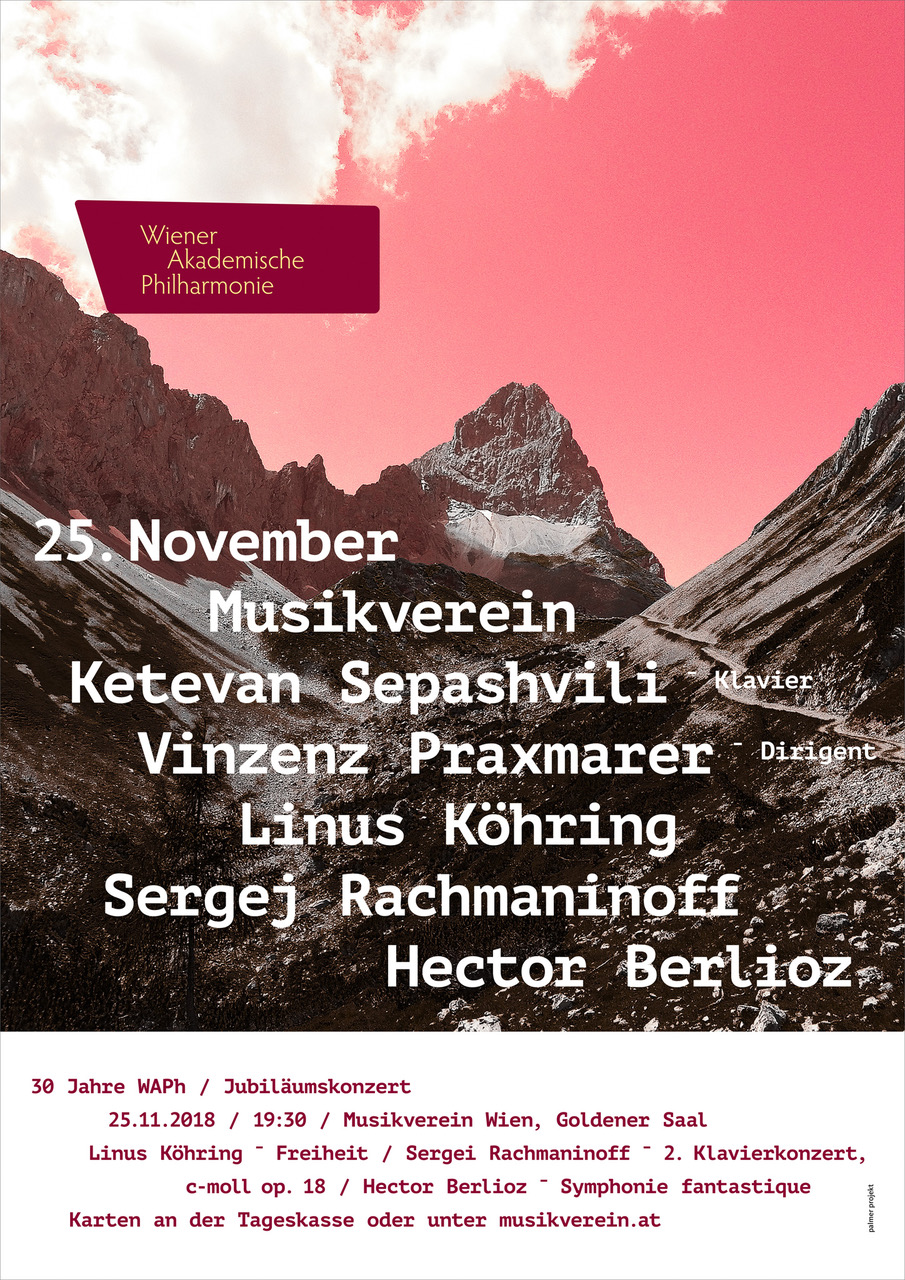 Wiener
Akademische
Philharmonie
25. November
Musikverein
Ketevan Sepashvili - Klavier
Vinzenz Praxmarer - Dirigent
Linus Köhring
Sergej Rachmaninoff
Hector Berlioz
30 Jahre WAPh / Jubiläumskonzert
25.11.2018 / 19:30 / Musikverein Wien, Goldener Saal
Linus Köhring - Freiheit / Sergei Rachmaninoff - 2. Klavierkonzert,
c-moll op. 18 / Hector Berlioz - Symphonie fantastique
Karten an der Tageskasse oder unter musikverein.at
palmer projekt